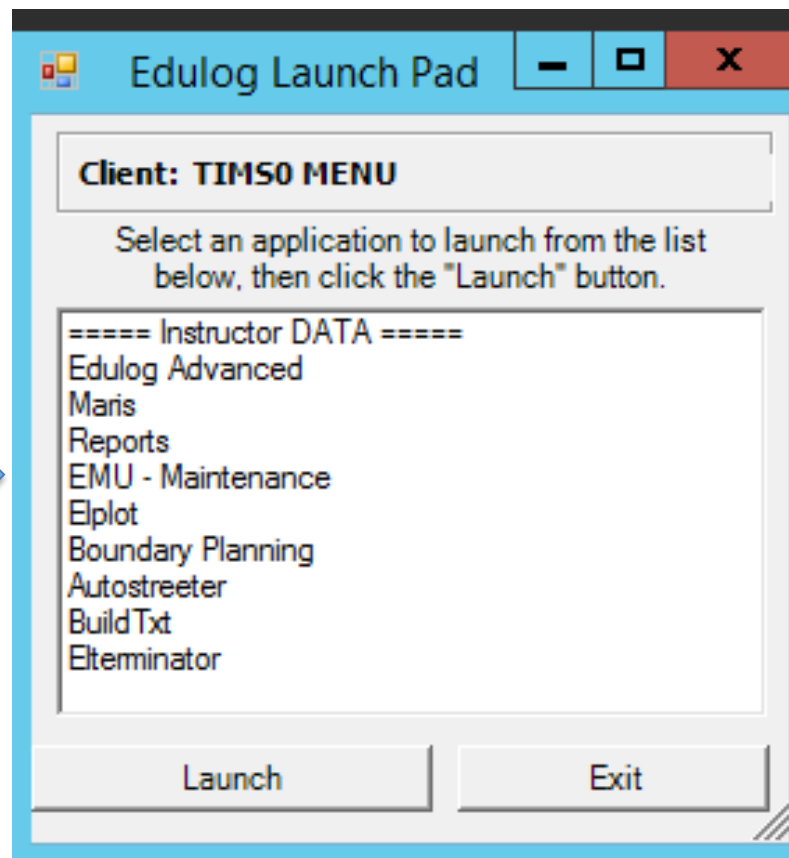 Edulog Launch Pad
Client: TIMS0 MENU
Select an application to launch from the list
below, then click the "Launch" button.
===== Instructor DATA =====
Edulog Advanced
Maris
Reports
EMU - Maintenance
Elplot
Boundary Planning
Autostreeter
BuildTxt
Elterminator
Launch
Exit